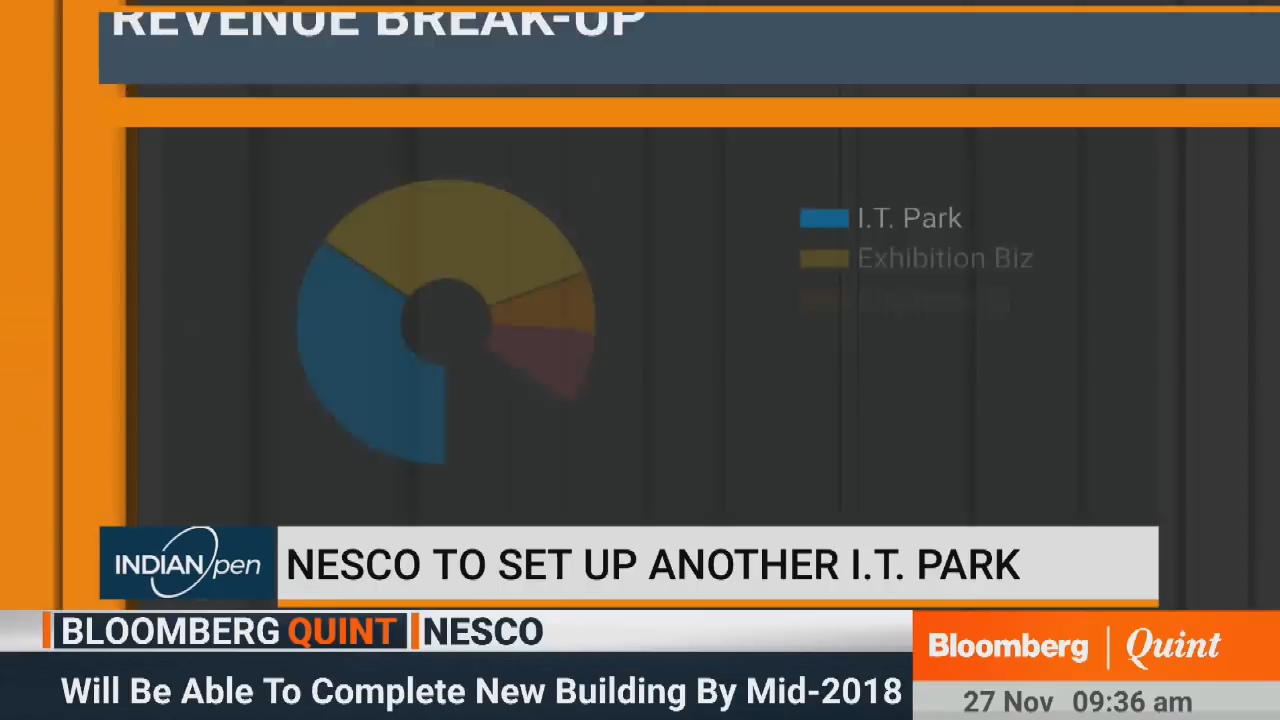 REVENUE BREAK-UP
I.T. Park
Exhibition Biz
INDIAN Open
NESCO TO SET UP ANOTHER I.T. PARK
BLOOMBERG QUINT NESCO
Will Be Able To Complete New Building By Mid-2018
Bloomberg | Quint
27 Nov 09:36 am